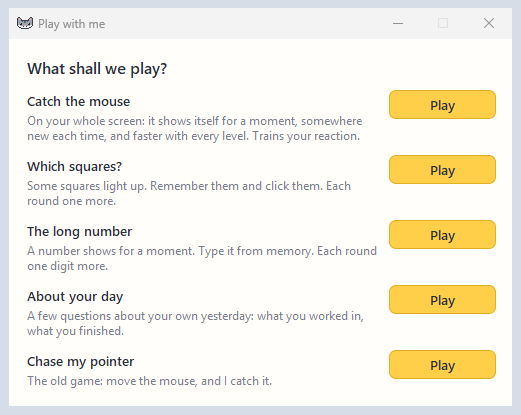 Play with me
What shall we play?
Catch the mouse
Play
On your whole screen: it shows itself for a moment, somewhere
new each time, and faster with every level. Trains your reaction.
Which squares?
Play
Some squares light up. Remember them and click them. Each
round one more.
The long number
Play
A number shows for a moment. Type it from memory. Each round
one digit more.
About your day
Play
A few questions about your own yesterday: what you worked in,
what you finished.
Chase my pointer
Play
The old game: move the mouse, and I catch it.